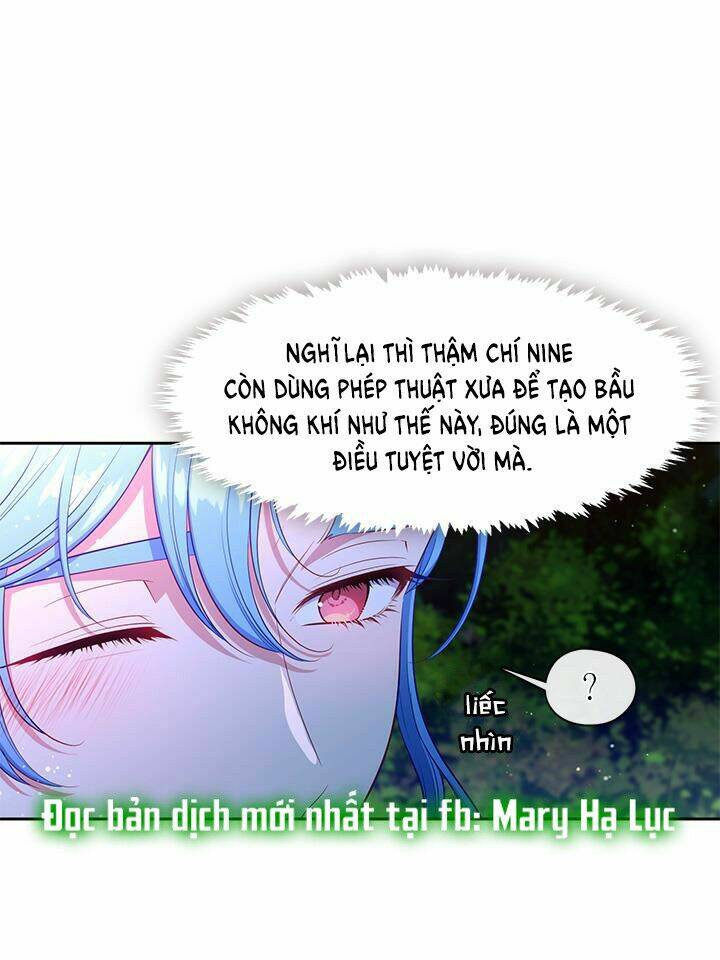 NGHĨ LẠI THÌ THẬM CHÍ NINE
CÒN DÙNG PHÉP THUẬT XƯA ĐỂ TẠO BẦU
KHÔNG KHÍ NHƯ THẾ NÀY, ĐÚNG LÀ MỘT
ĐIỀU TUYỆT VỜI MÀ.
?
liếc
nhìn
Đọc bản dịch mới nhất tại fb: Mary Hạ Lục